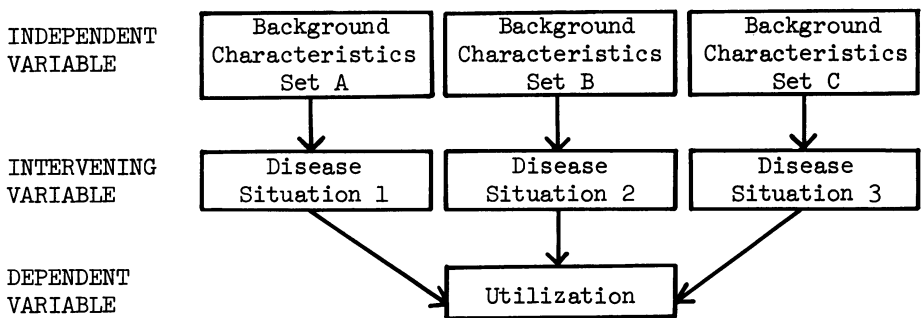 INDEPENDENT
VARIABLE
Background
Characteristics
Set A
Background
Characteristics
Set B
Background
Characteristics
Set C
INTERVENING
VARIABLE
Disease
Situation 1
Disease
Situation 2
Disease
Situation 3
DEPENDENT
VARIABLE
Utilization